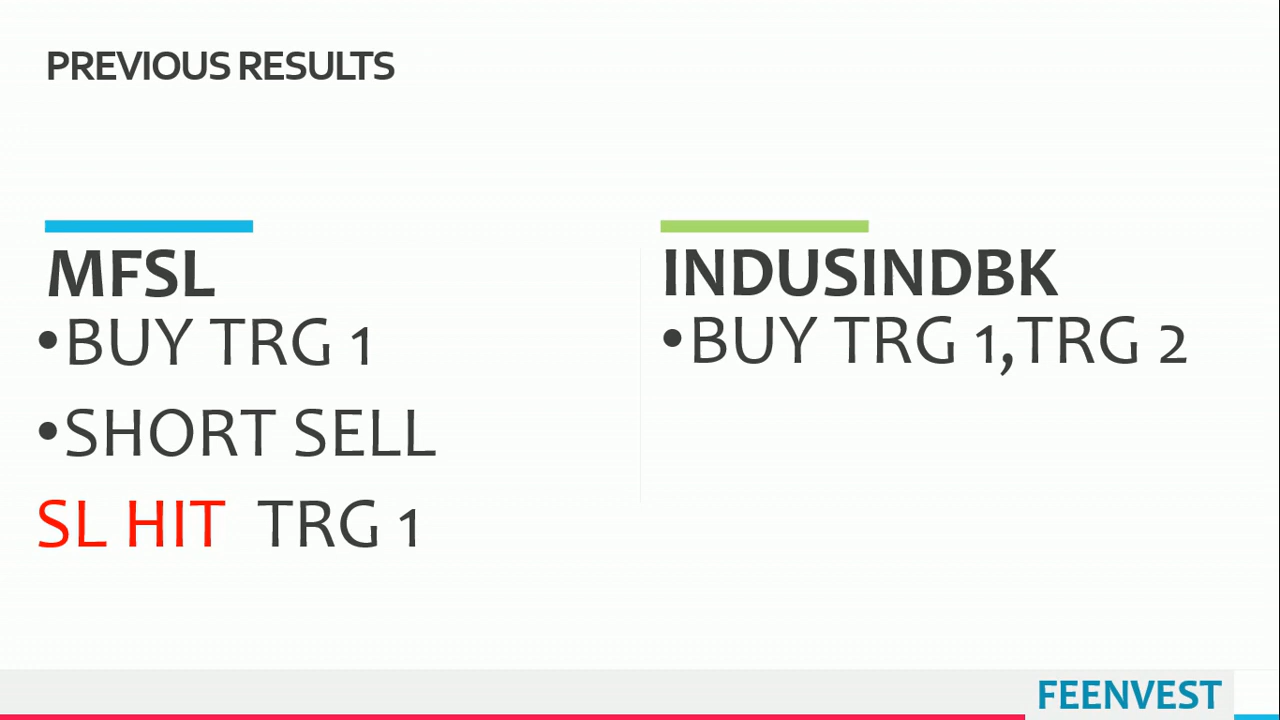 PREVIOUS RESULTS
MFSL
•BUY TRG 1
•SHORT SELL
SL HIT TRG 1
INDUSINDBK
•BUY TRG 1,TRG 2
FEENVEST